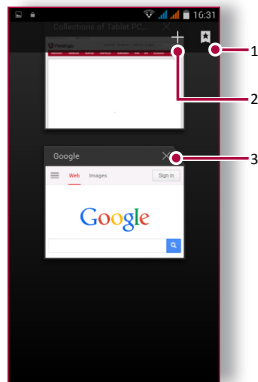 16:31
Collections of Tablet PC, ...
1
2
Google
3
Web Images Sign in
Google